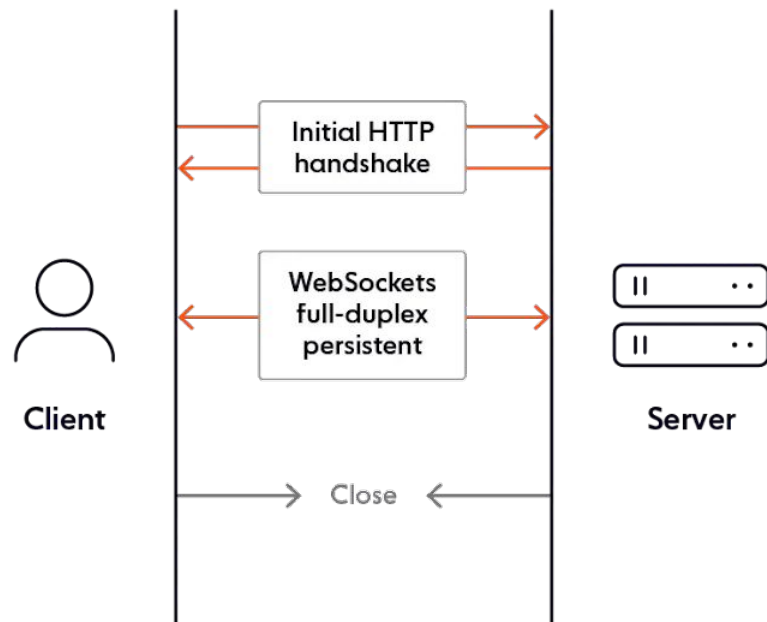 Initial HTTP
handshake
WebSockets
full-duplex
persistent
Client
Server
Close